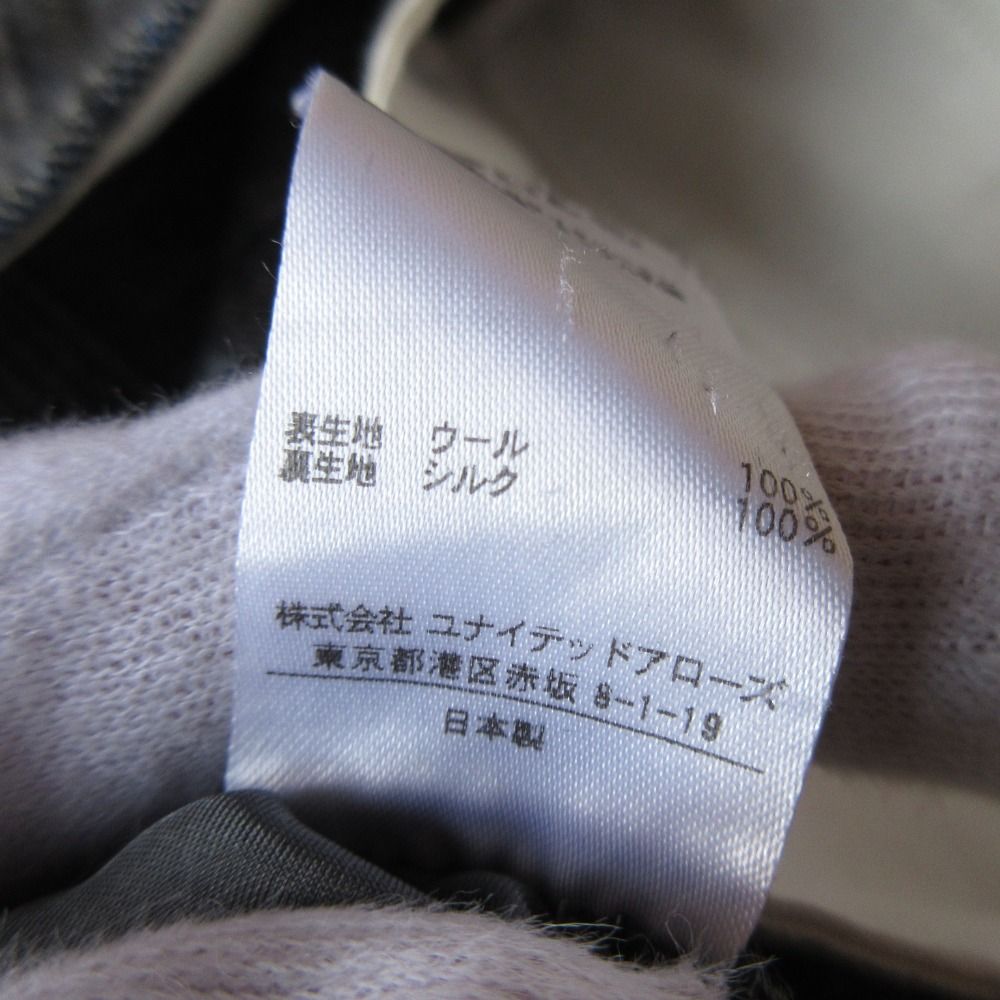 表生地 ウール 100%
裏生地 シルク 100%
株式会社 ユナイテッドアローズ
東京都港区赤坂 8-1-19
日本製